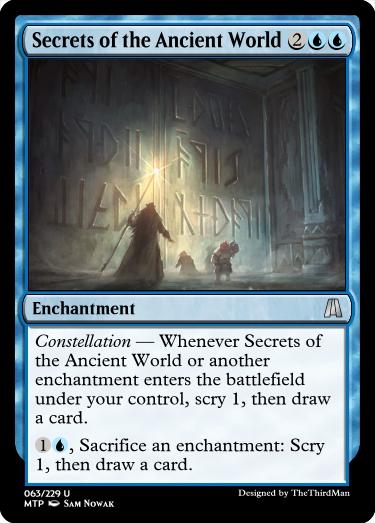 Secrets of the Ancient World 2
Enchantment
Constellation — Whenever Secrets of
the Ancient World or another
enchantment enters the battlefield
under your control, scry 1, then draw
a card.
1, Sacrifice an enchantment: Scry
1, then draw a card.
063/229 U
MTP Sam Nowak
Designed by TheThirdMan